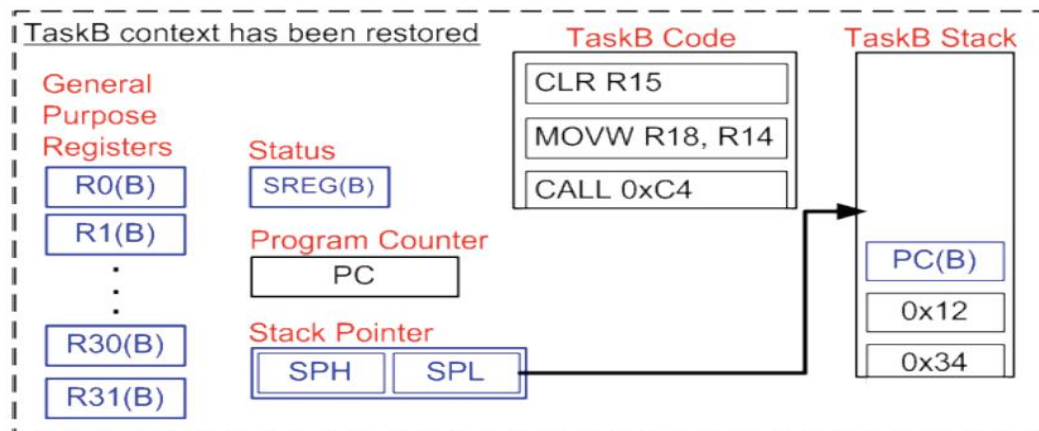 TaskB context has been restored
TaskB Code
TaskB Stack
General
Purpose
Registers
R0(B)
R1(B)
R30(B)
R31(B)
Status
SREG(B)
Program Counter
PC
Stack Pointer
SPH
SPL
CLR R15
MOVW R18, R14
CALL 0xC4
PC(B)
0x12
0x34